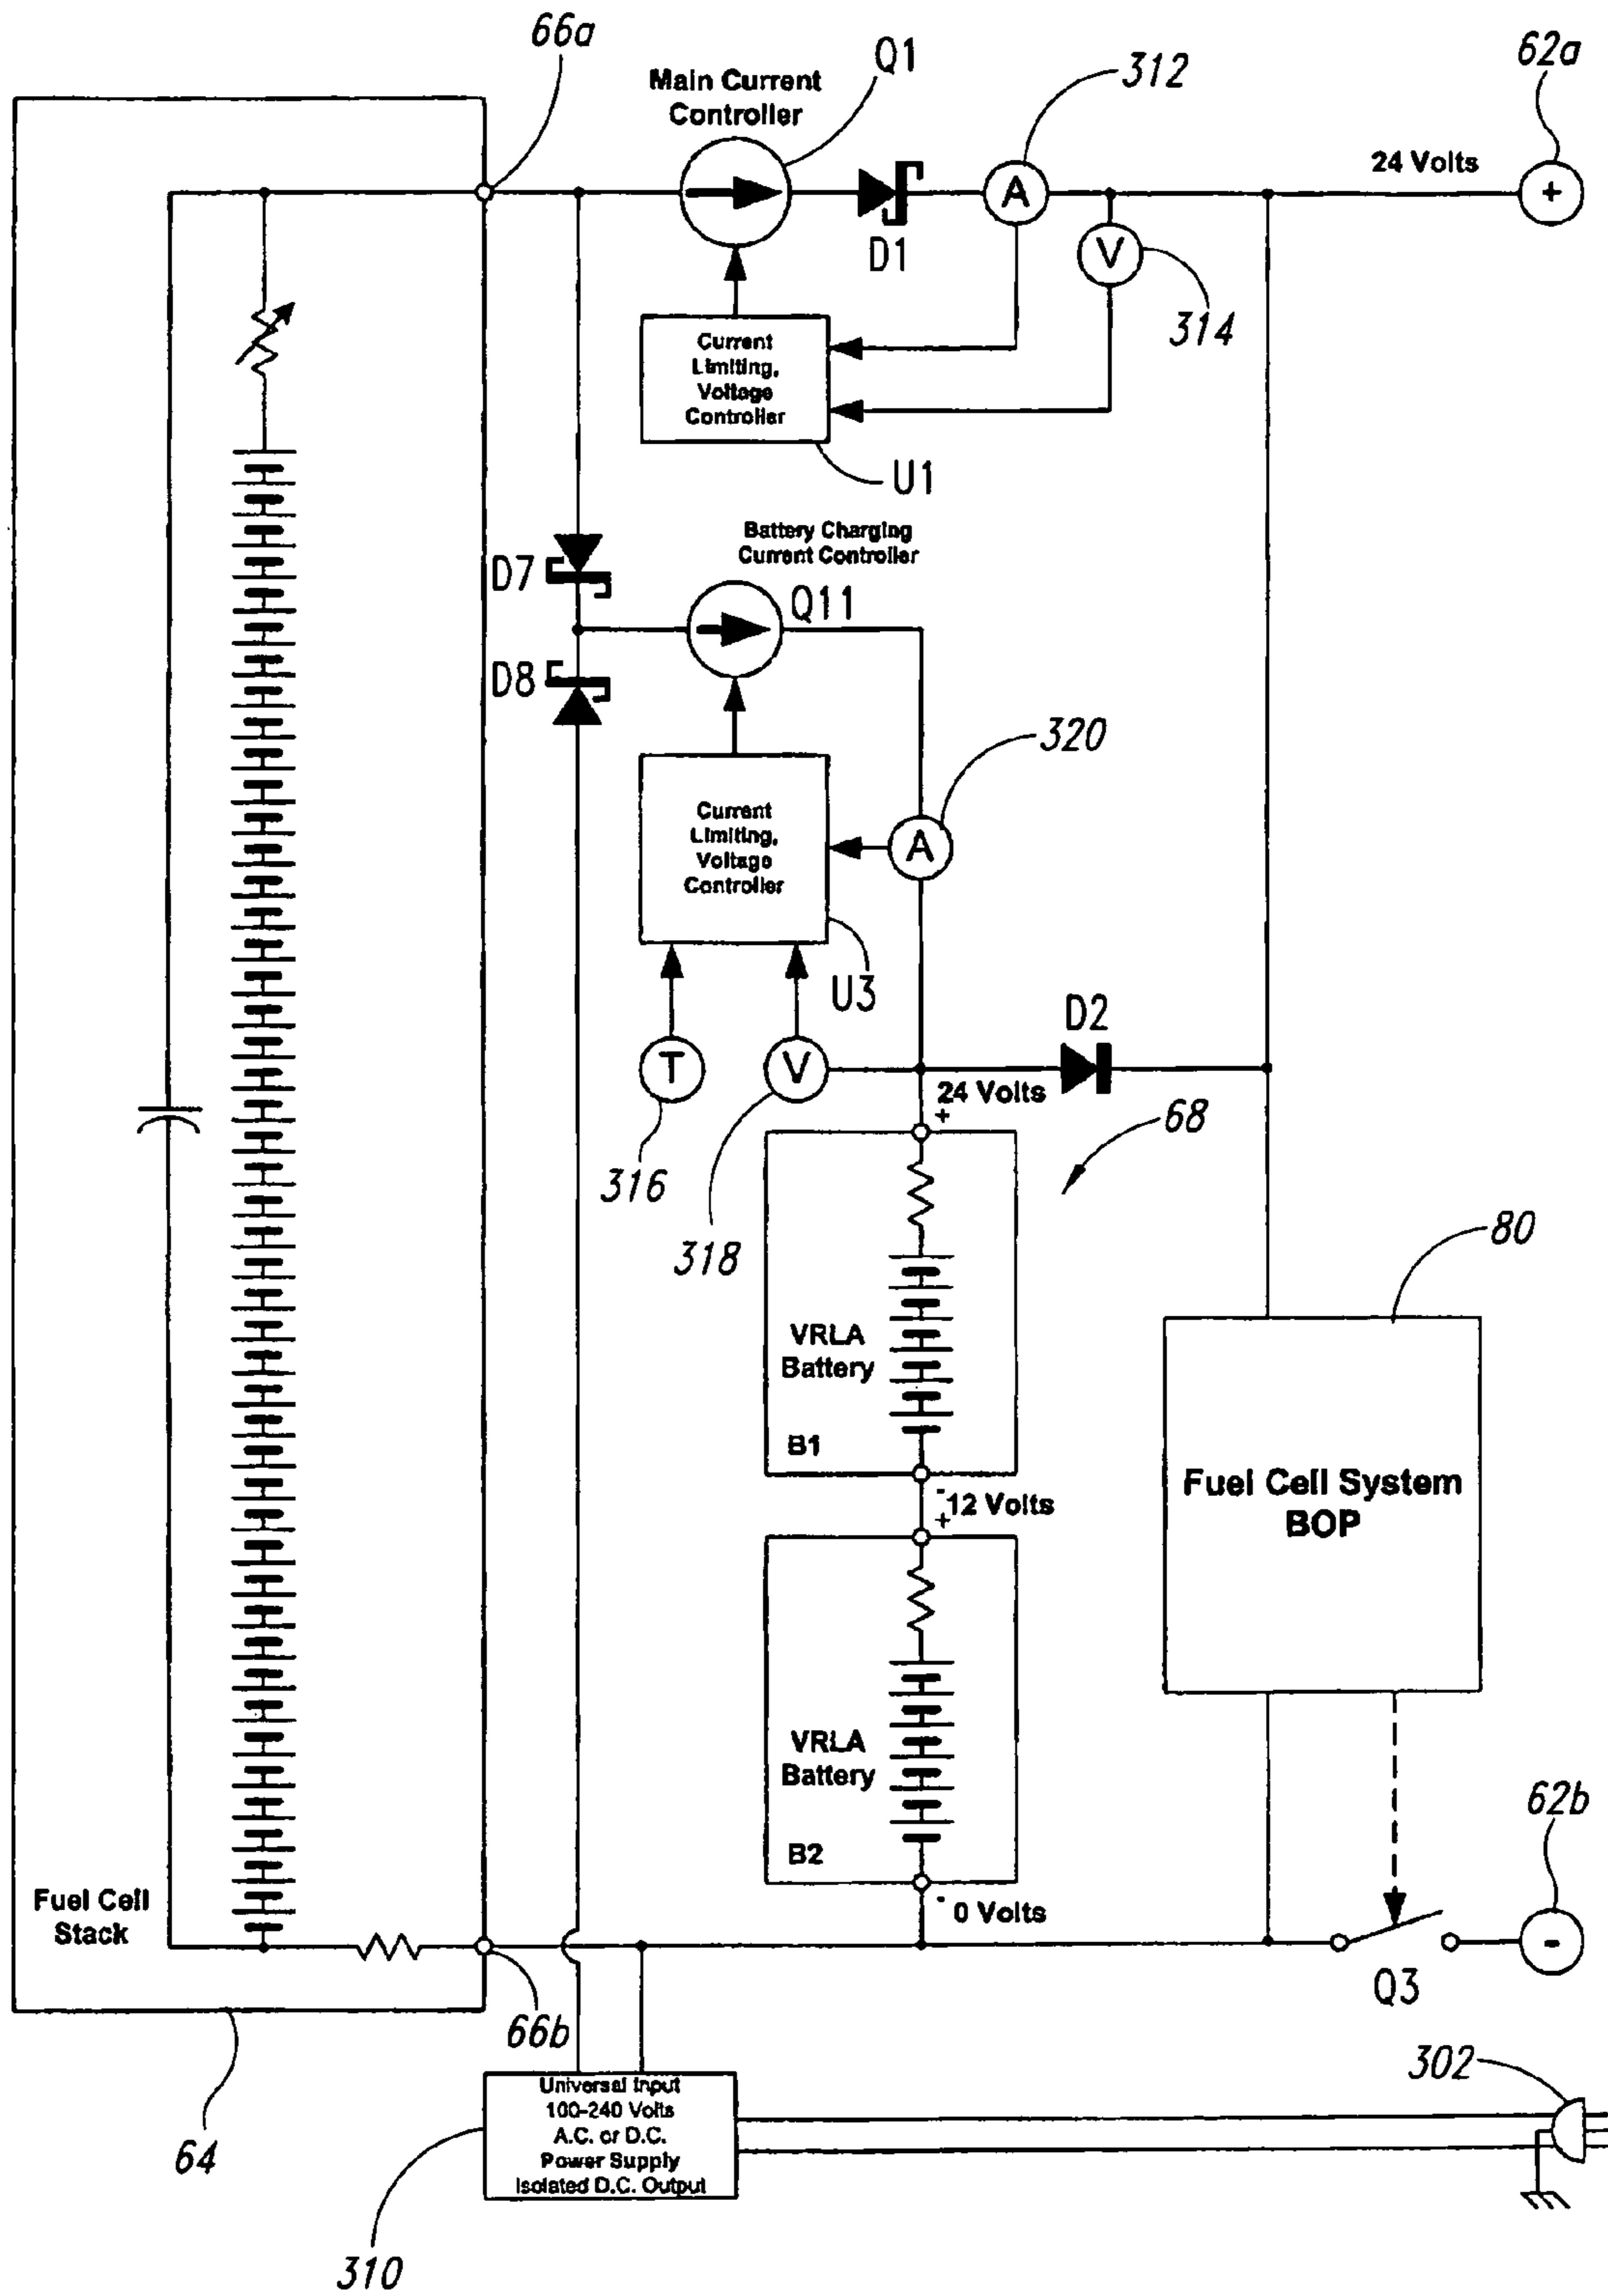 66a
Q1
312
62a
Main Current
Controller
24 Volts
A
+
D1
V
314
Current
Limiting,
Voltage
Controller
U1
Battery Charging
Current Controller
D7
Q11
D8
320
Current
Limiting,
Voltage
Controller
A
U3
D2
T
V
24 Volts
+
68
316
318
80
VRLA
Battery
B1
-
12 Volts
+
Fuel Cell System
BOP
VRLA
Battery
B2
62b
-
0 Volts
Fuel Cell
Stack
-
Q3
66b
302
64
Universal Input
100-240 Volts
A.C. or D.C.
Power Supply
Isolated D.C. Output
310